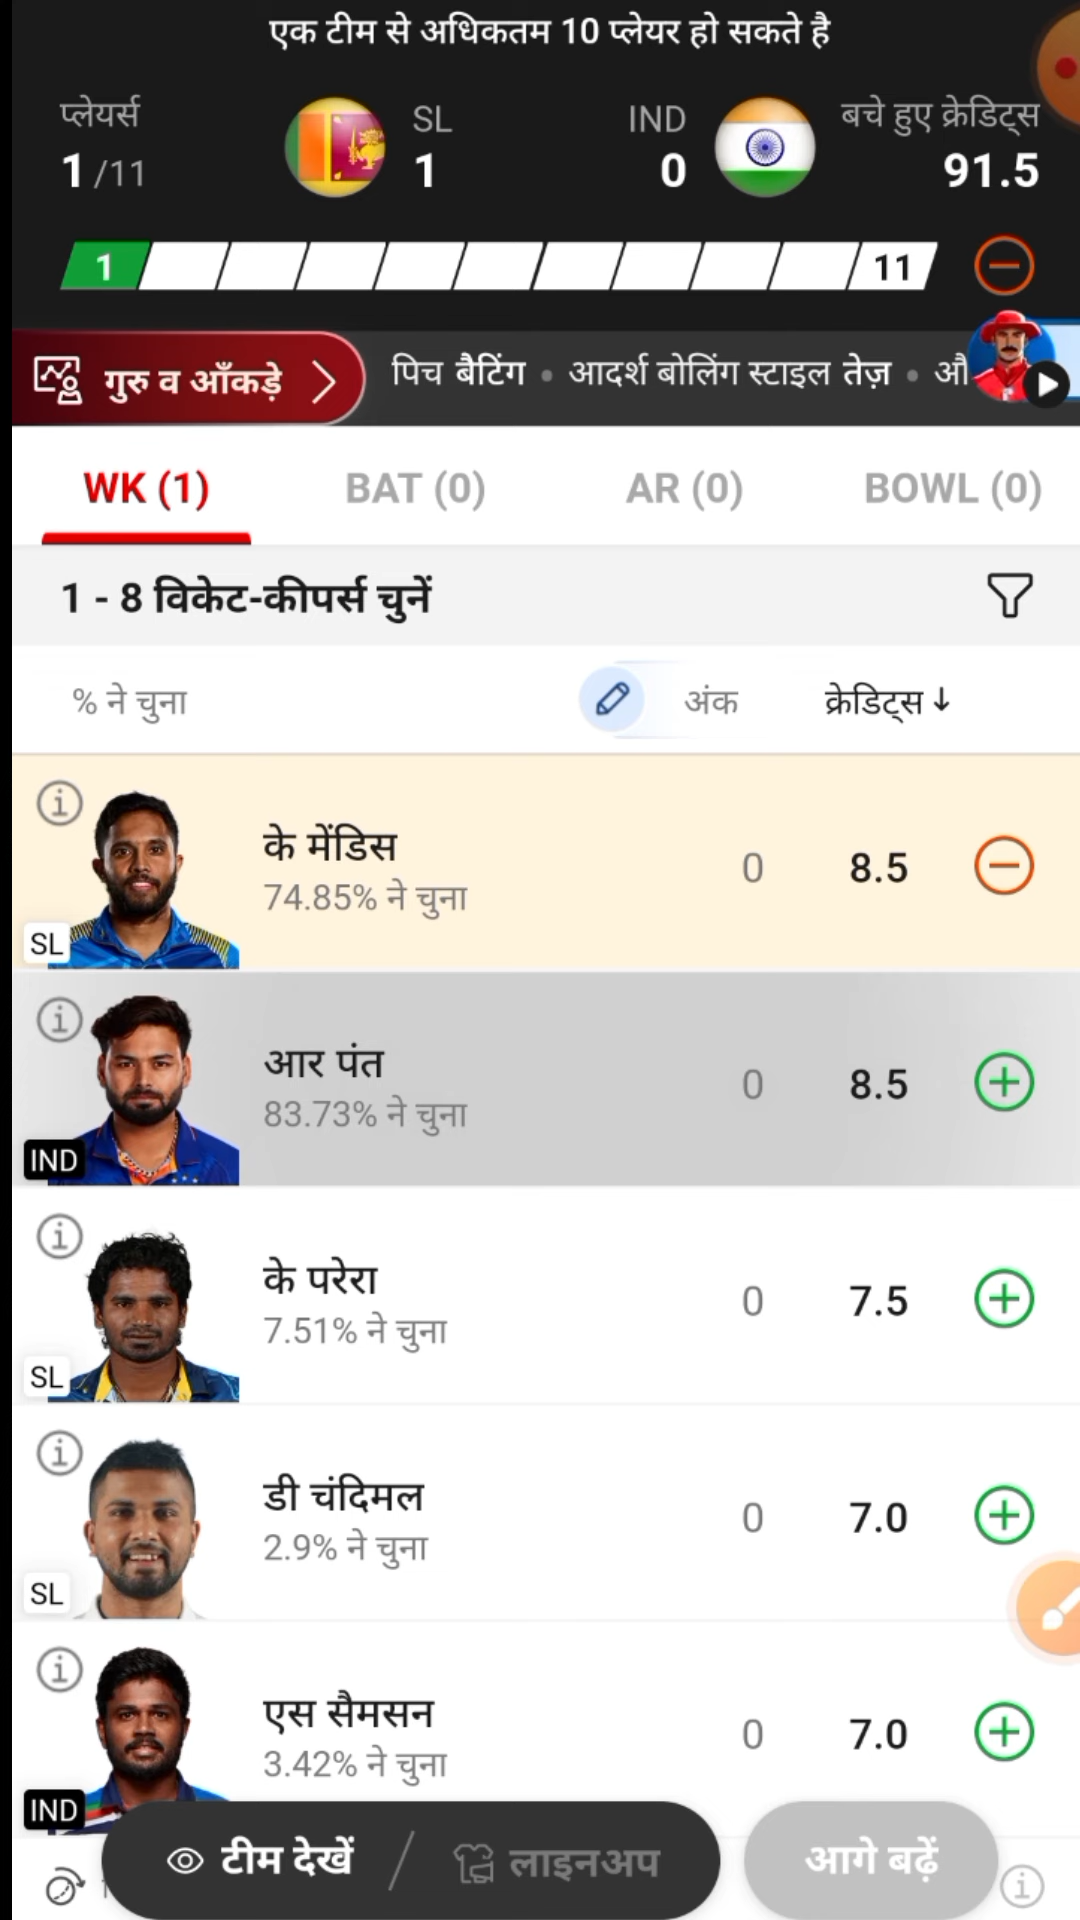 एक टीम से अधिकतम 10 प्लेयर हो सकते है
प्लेयर्स SL IND बचे हुए क्रेडिट्स
1 /11 1 0 91.5
1 11
गुरु व आँकड़े पिच बैटिंग • आदर्श बोलिंग स्टाइल तेज़ • औ
WK (1) BAT (0) AR (0) BOWL (0)
1 - 8 विकेट-कीपर्स चुनें
% ने चुना अंक क्रेडिट्स ↓
के मेंडिस
74.85% ने चुना 0 8.5
SL
आर पंत
83.73% ने चुना 0 8.5
IND
के परेरा
7.51% ने चुना 0 7.5
SL
डी चंदिमल
2.9% ने चुना 0 7.0
SL
एस सैमसन
3.42% ने चुना 0 7.0
IND
टीम देखें / लाइनअप आगे बढ़ें